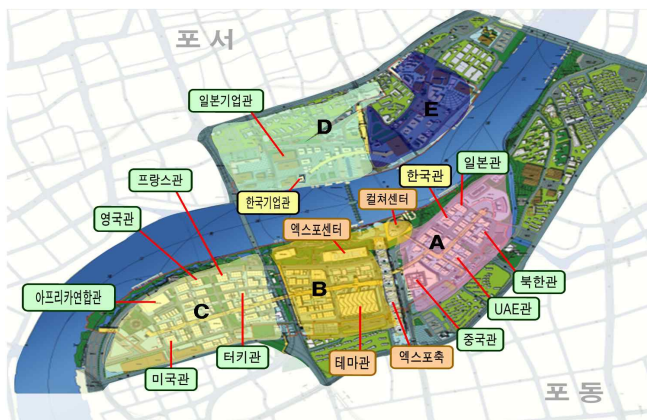 포 서
일본기업관
D
E
일본관
프랑스관
한국기업관
한국관
컬쳐센터
영국관
엑스포센터
A
북한관
아프리카연합관
C
B
UAE관
중국관
터키관
테마관
엑스포축
미국관
포 동